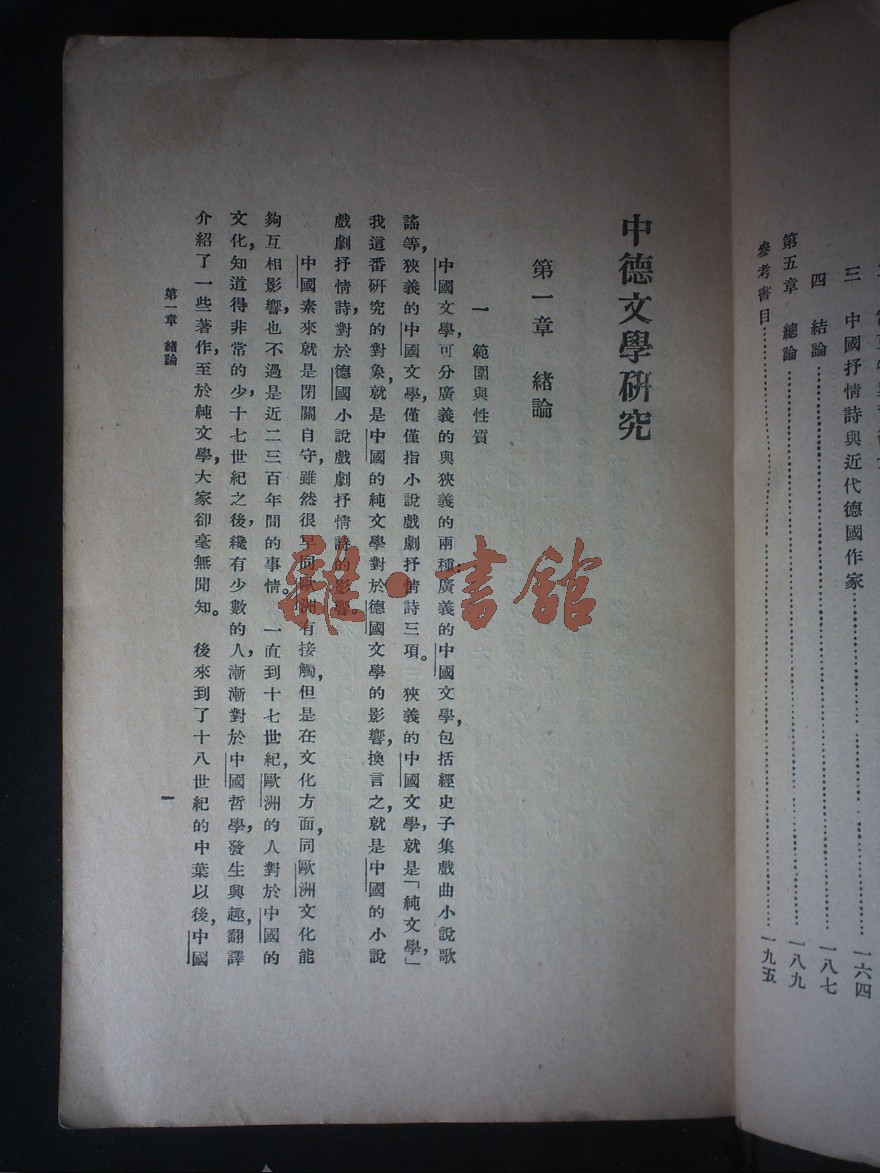 三 中國抒情詩與近代德國作家……一六四
四 結論……一八七
第五章 總論……一八九
參考書目……一九五
中德文學研究
第一章 緒論
一 範圍與性質
中國文學，可分廣義的與狹義的兩種：廣義的中國文學，包括經史子集戲曲小說歌
謠等，狹義的中國文學，僅僅指小說戲劇抒情詩三項。狹義的中國文學，就是「純文學」，
我這番研究的對象，就是中國的純文學對於德國文學的影響，換言之，就是中國的小說
戲劇抒情詩，對於德國小說戲劇抒情詩的影響。
中國素來就是閉關自守，雖然很早同歐洲有接觸，但是在文化方面，同歐洲文化能
夠互相影響，也不過是近二三百年間的事情。一直到十七世紀，歐洲的人對於中國的
文化，知道得非常的少，十七世紀之後，纔有少數的人，漸漸對於中國哲學，發生興趣，翻譯
介紹了一些著作，至於純文學，大家卻毫無聞知。後來到了十八世紀的中葉以後，中國
第一章 緒論
一
雜·書館